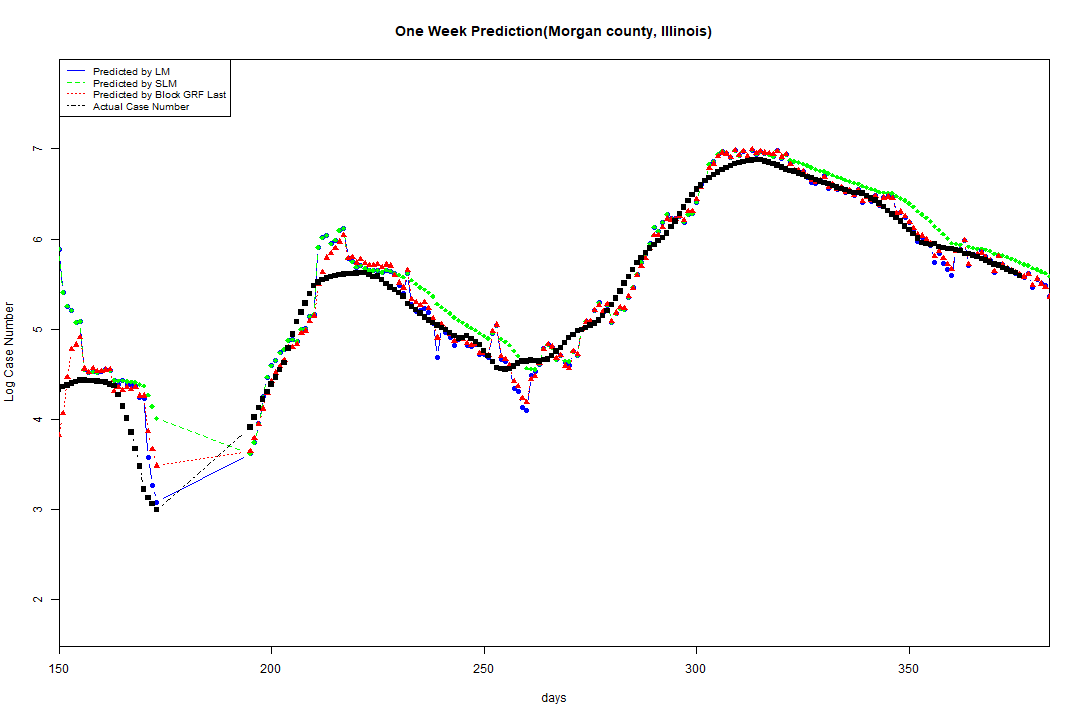 One Week Prediction(Morgan county, Illinois)
Predicted by LM
Predicted by SLM
Predicted by Block GRF Last
Actual Case Number
7
6
5
4
3
2
Log Case Number
150 200 250 300 350
days